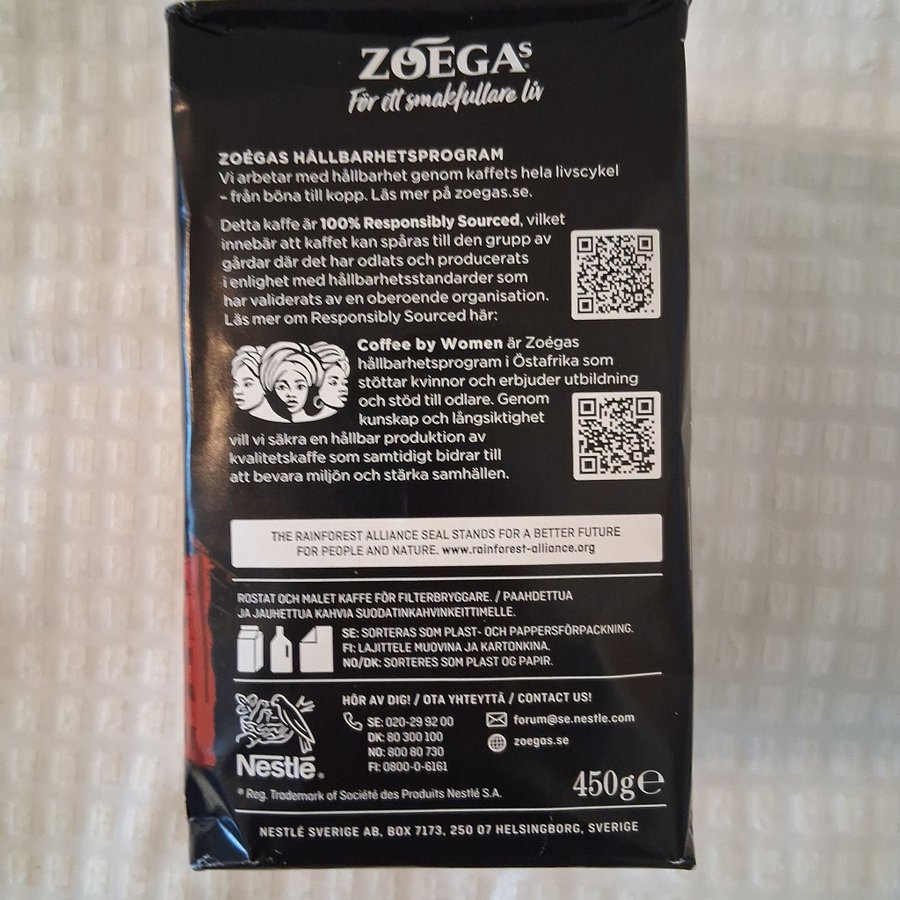 ZOÉGAS
För ett smakfullare liv
ZOÉGAS HÅLLBARHETSPROGRAM
Vi arbetar med hållbarhet genom kaffets hela livscykel
– från böna till kopp. Läs mer på zoegas.se.
Detta kaffe är 100% Responsibly Sourced, vilket
innebär att kaffet kan spåras till den grupp av
gårdar där det har odlats och producerats
i enlighet med hållbarhetsstandarder som
har validerats av en oberoende organisation.
Läs mer om Responsibly Sourced här:
Coffee by Women är Zoégas
hållbarhetsprogram i Östafrika som
stöttar kvinnor och erbjuder utbildning
och stöd till odlare. Genom
kunskap och långsiktighet
vill vi säkra en hållbar produktion av
kvalitetskaffe som samtidigt bidrar till
att bevara miljön och stärka samhällen.
THE RAINFOREST ALLIANCE SEAL STANDS FOR A BETTER FUTURE
FOR PEOPLE AND NATURE. www.rainforest-alliance.org
ROSTAT OCH MALET KAFFE FÖR FILTERBRYGGARE. / PAAHDETTUA
JA JAUHETTUA KAHVIA SUODATINKAHVINKEITTIMELLE.
SE: SORTERAS SOM PLAST- OCH PAPPERSFÖRPACKNING.
FI: LAJITTELE MUOVINA JA KARTONKINA.
NO/DK: SORTERES SOM PLAST OG PAPIR.
HÖR AV DIG! / OTA YHTEYTTÄ / CONTACT US!
SE: 020-29 92 00
DK: 80 300 100
NO: 800 80 730
FI: 0800-0-6161
forum@se.nestle.com
zoegas.se
Nestlé®
® Reg. Trademark of Société des Produits Nestlé S.A.
450g℮
NESTLÉ SVERIGE AB, BOX 7173, 250 07 HELSINGBORG, SVERIGE